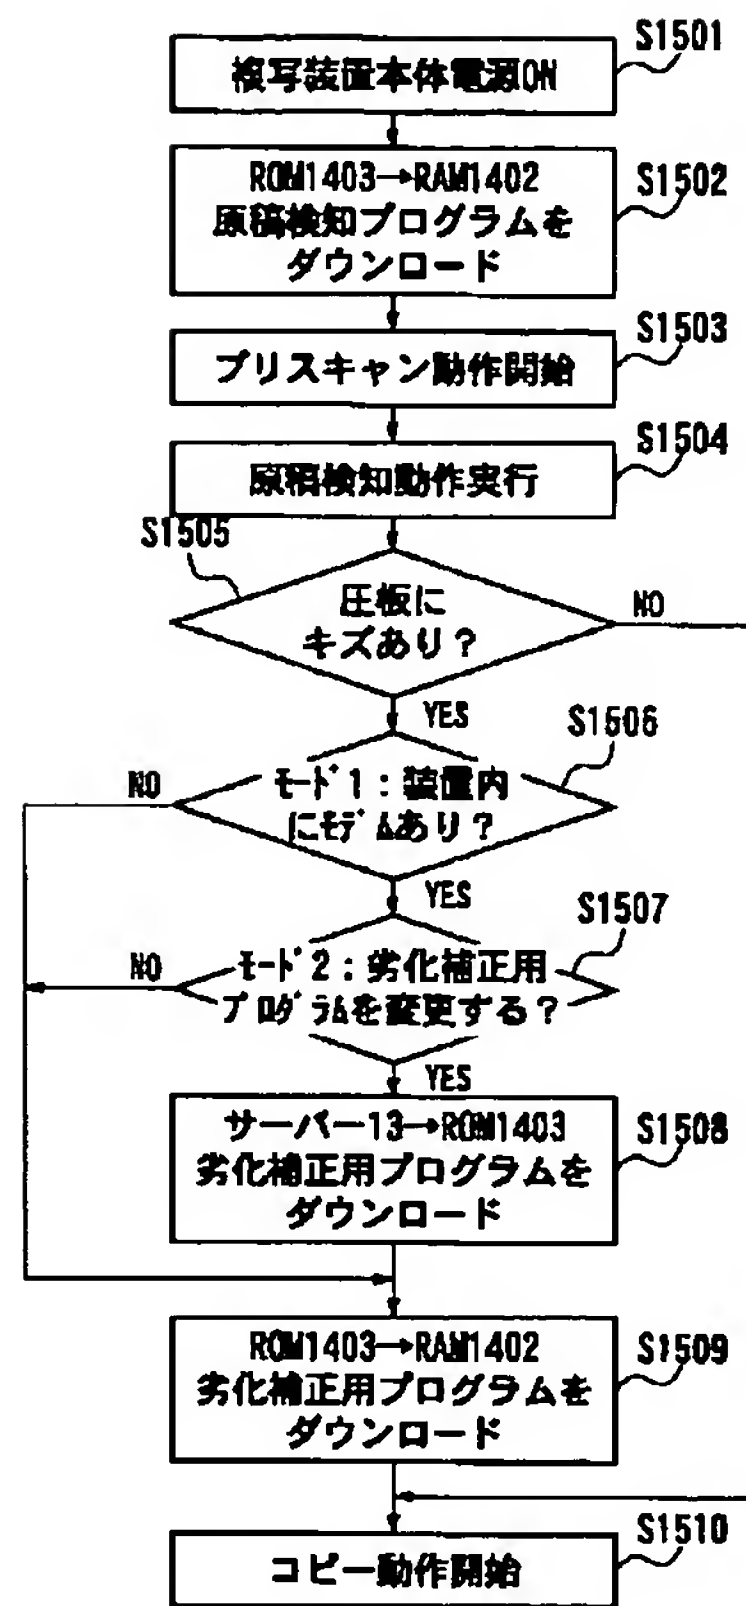 S1501
複写装置本体電源ON
ROM1403→RAM1402
原稿検知プログラムを
ダウンロード
S1502
プリスキャン動作開始
S1503
原稿検知動作実行
S1504
S1505
圧板に
キズあり？
NO
YES
S1506
ﾓｰﾄﾞ1：装置内
にﾓﾃﾞﾑあり？
NO
YES
S1507
ﾓｰﾄﾞ2：劣化補正用
ﾌﾟﾛｸﾞﾗﾑを変更する？
NO
YES
サーバー13→ROM1403
劣化補正用プログラムを
ダウンロード
S1508
ROM1403→RAM1402
劣化補正用プログラムを
ダウンロード
S1509
S1510
コピー動作開始